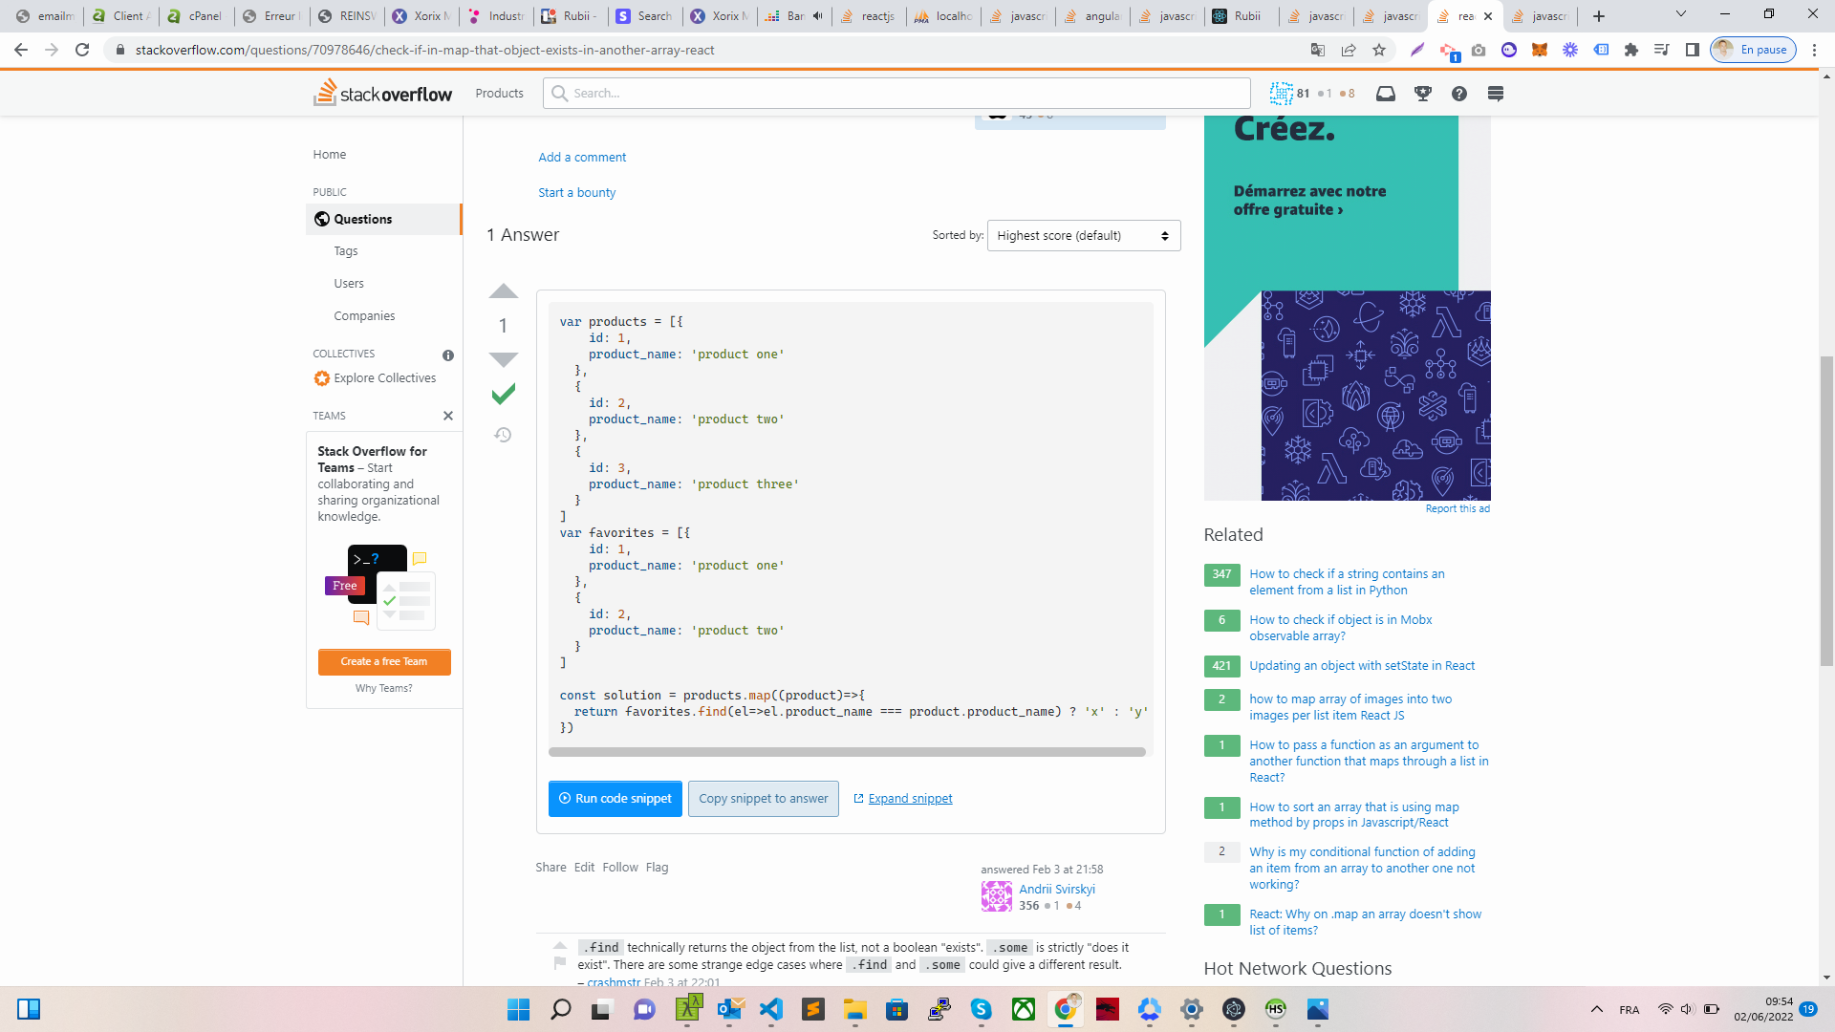 emailm
Client A
cPanel
Erreur I
REINSW
Xorix M
Industr
Rubii -
Search
Xorix M
Ban
reactjs
localho
javascri
angular
javascri
Rubii
javascri
javascri
rea
javascri
stackoverflow.com/questions/70978646/check-if-in-map-that-object-exists-in-another-array-react
1
En pause
stackoverflow
Products
Search...
81 1 8
Home
PUBLIC
Questions
Tags
Users
Companies
COLLECTIVES
Explore Collectives
TEAMS
Stack Overflow for
Teams – Start
collaborating and
sharing organizational
knowledge.
>_?
Free
Create a free Team
Why Teams?
Add a comment
Start a bounty
1 Answer
Sorted by:
Highest score (default)
1
var products = [{
id: 1,
product_name: 'product one'
},
{
id: 2,
product_name: 'product two'
},
{
id: 3,
product_name: 'product three'
}
]
var favorites = [{
id: 1,
product_name: 'product one'
},
{
id: 2,
product_name: 'product two'
}
]
const solution = products.map((product)=>{
return favorites.find(el=>el.product_name === product.product_name) ? 'x' : 'y'
})
Run code snippet
Copy snippet to answer
Expand snippet
Share Edit Follow Flag
answered Feb 3 at 21:58
Andrii Svirskyi
356 1 4
.find technically returns the object from the list, not a boolean "exists". .some is strictly "does it
exist". There are some strange edge cases where .find and .some could give a different result.
– crashmstr Feb 3 at 22:01
Créez.
Démarrez avec notre
offre gratuite ›
Report this ad
Related
347 How to check if a string contains an
element from a list in Python
6 How to check if object is in Mobx
observable array?
421 Updating an object with setState in React
2 how to map array of images into two
images per list item React JS
1 How to pass a function as an argument to
another function that maps through a list in
React?
1 How to sort an array that is using map
method by props in Javascript/React
2 Why is my conditional function of adding
an item from an array to another one not
working?
1 React: Why on .map an array doesn't show
list of items?
Hot Network Questions
FRA
09:54
02/06/2022
19